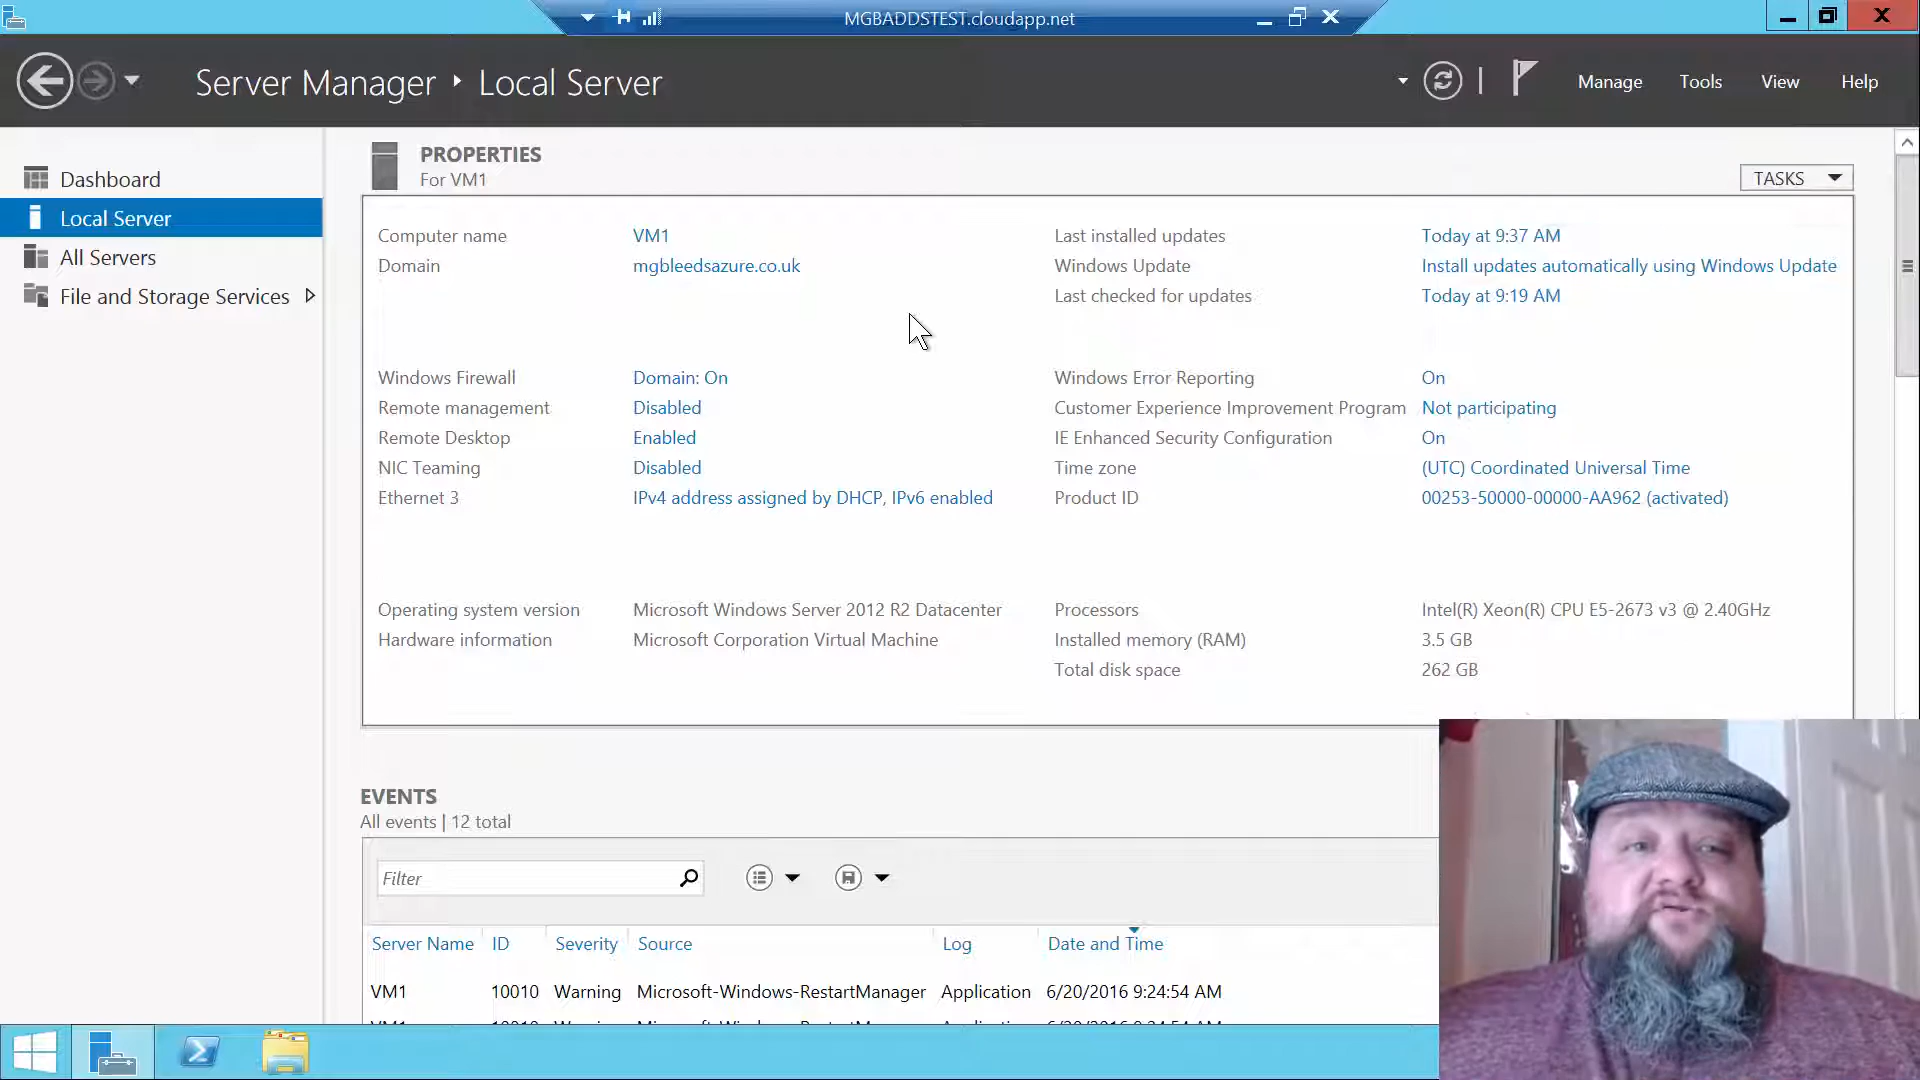 MGBADDSTEST.cloudapp.net
Server Manager ‣ Local Server
Manage Tools View Help
Dashboard
Local Server
All Servers
File and Storage Services
PROPERTIES
For VM1
TASKS
Computer name VM1
Domain mgbleedsazure.co.uk
Last installed updates Today at 9:37 AM
Windows Update Install updates automatically using Windows Update
Last checked for updates Today at 9:19 AM
Windows Firewall Domain: On
Remote management Disabled
Remote Desktop Enabled
NIC Teaming Disabled
Ethernet 3 IPv4 address assigned by DHCP, IPv6 enabled
Windows Error Reporting On
Customer Experience Improvement Program Not participating
IE Enhanced Security Configuration On
Time zone (UTC) Coordinated Universal Time
Product ID 00253-50000-00000-AA962 (activated)
Operating system version Microsoft Windows Server 2012 R2 Datacenter
Hardware information Microsoft Corporation Virtual Machine
Processors Intel(R) Xeon(R) CPU E5-2673 v3 @ 2.40GHz
Installed memory (RAM) 3.5 GB
Total disk space 262 GB
EVENTS
All events | 12 total
Filter
Server Name ID Severity Source Log Date and Time
VM1 10010 Warning Microsoft-Windows-RestartManager Application 6/20/2016 9:24:54 AM